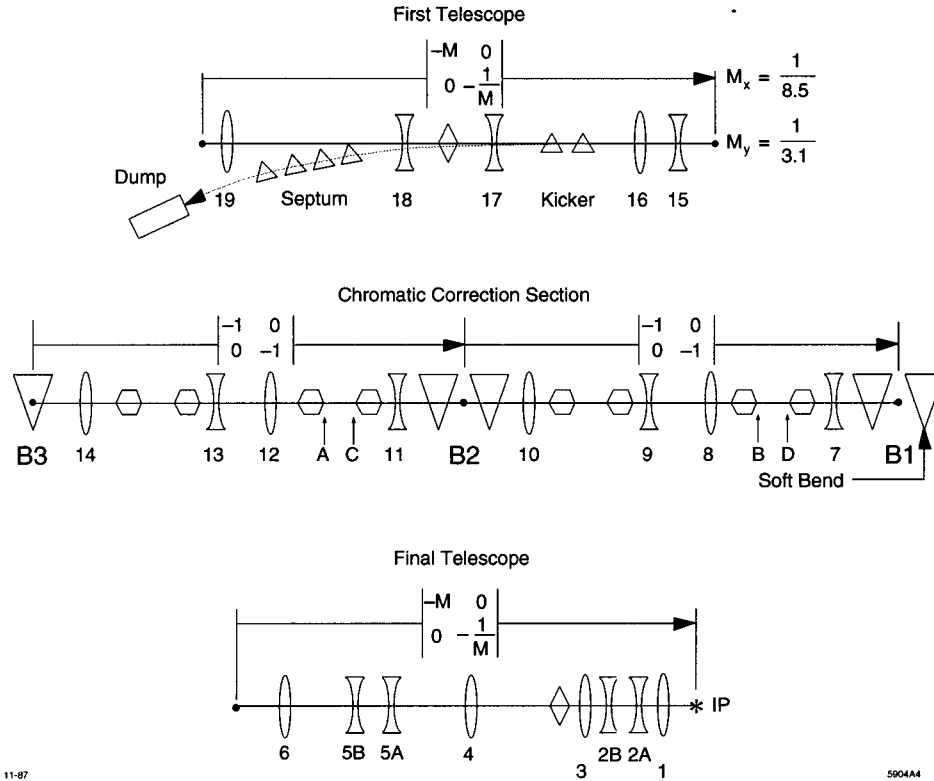 First Telescope
−M 0
0 −1/M
Mx = 1/8.5
My = 1/3.1
Dump
19 Septum 18 17 Kicker 16 15
Chromatic Correction Section
−1 0
0 −1
−1 0
0 −1
B3 14 13 12 A C 11 B2 10 9 8 B D 7 B1
Soft Bend
Final Telescope
−M 0
0 −1/M
* IP
6 5B 5A 4 3 2B 2A 1
11-87
5904A4